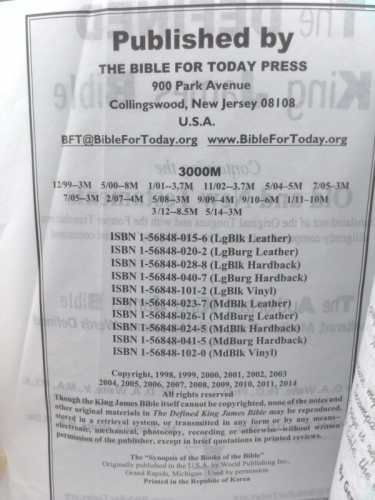 Published by
THE BIBLE FOR TODAY PRESS
900 Park Avenue
Collingswood, New Jersey 08108
U.S.A.
BFT@BibleForToday.org www.BibleForToday.org
3000M
12/99--3M 5/00--8M 1/01--3.7M 11/02--3.7M 5/04--5M 7/05--3M
7/05--3M 2/07--4M 5/08--3M 9/09--4M 9/10--6M 1/11--10M
3/12--8.5M 5/14--3M
ISBN 1-56848-015-6 (LgBlk Leather)
ISBN 1-56848-020-2 (LgBurg Leather)
ISBN 1-56848-028-8 (LgBlk Hardback)
ISBN 1-56848-040-7 (LgBurg Hardback)
ISBN 1-56848-101-2 (LgBlk Vinyl)
ISBN 1-56848-023-7 (MdBlk Leather)
ISBN 1-56848-026-1 (MdBurg Leather)
ISBN 1-56848-024-5 (MdBlk Hardback)
ISBN 1-56848-041-5 (MdBurg Hardback)
ISBN 1-56848-102-0 (MdBlk Vinyl)
Copyright, 1998, 1999, 2000, 2001, 2002, 2003
2004, 2005, 2006, 2007, 2008, 2009, 2010, 2011, 2014
All rights reserved
Though the King James Bible itself cannot be copyrighted, none of the notes and
other original materials in The Defined King James Bible may be reproduced,
stored in a retrieval system, or transmitted in any form or by any means--
electronic, mechanical, photocopy, recording or otherwise--without written
permission of the publisher, except in brief quotations in printed reviews.
The "Synopsis of the Books of the Bible"
Originally published in the U.S.A. by World Publishing Inc.,
Grand Rapids, Michigan. Used by permission
Printed in the Republic of Korea